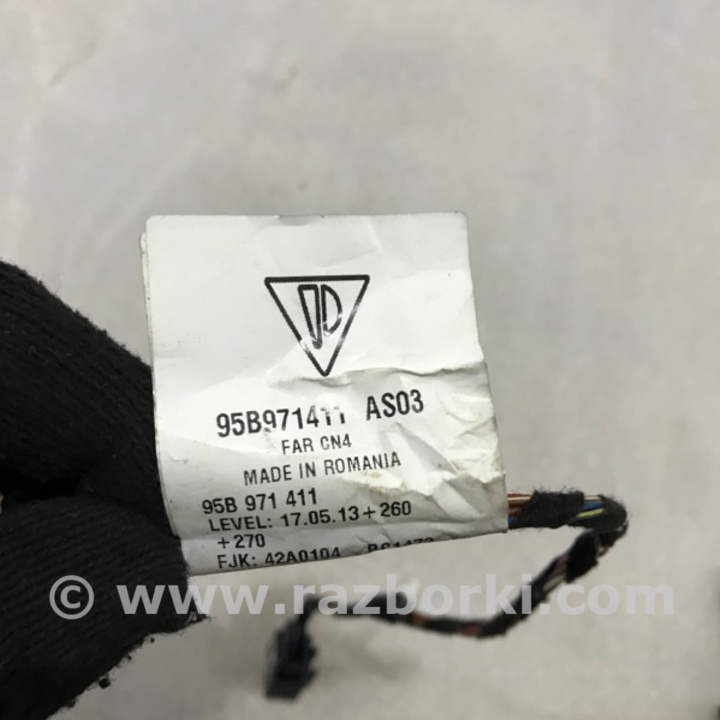 95B971411 AS03
FAR CN4
MADE IN ROMANIA
95B 971 411
LEVEL: 17.05.13+260
+270
FJK: 42A0104
© www.razborki.com